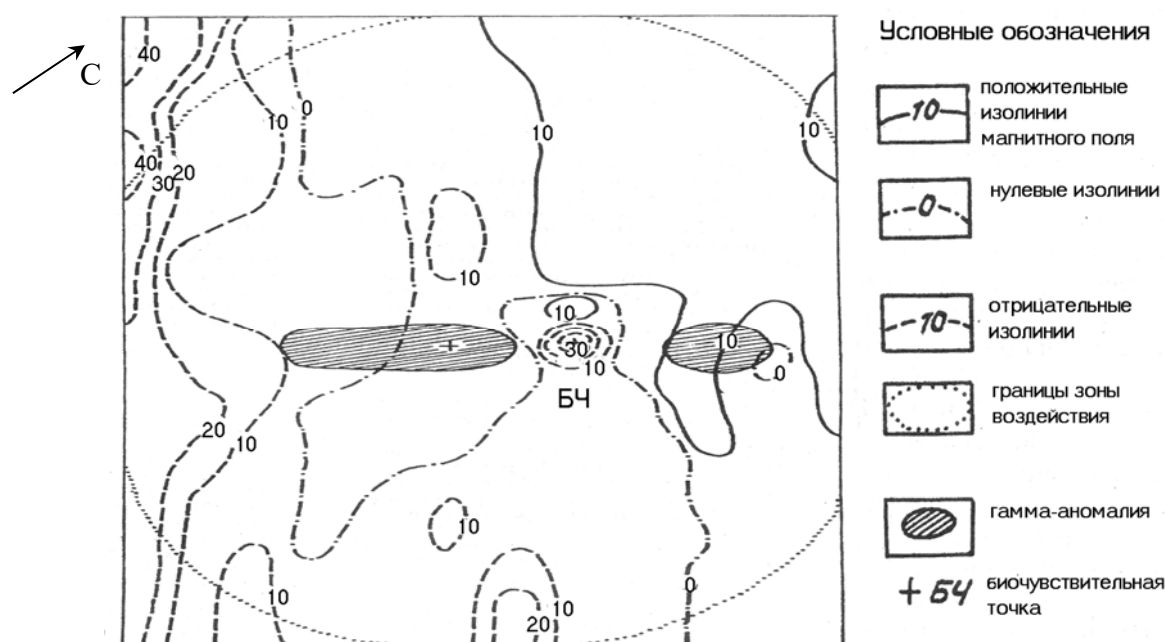 С
Условные обозначения
10
положительные
изолинии
магнитного поля
0
нулевые изолинии
10
отрицательные
изолинии
границы зоны
воздействия
гамма-аномалия
+ БЧ
биочувствительная
точка
40
10
0
10
10
40
30
20
10
10
30
10
10
0
БЧ
20
10
10
10
10
20
0